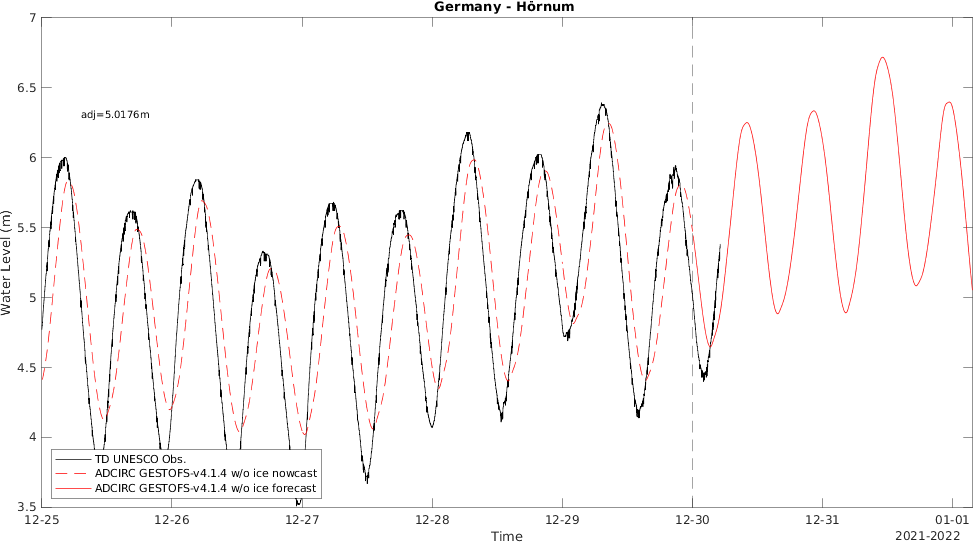 Germany - Hörnum
7
6.5
6
5.5
5
4.5
4
3.5
Water Level (m)
adj=5.0176m
TD UNESCO Obs.
ADCIRC GESTOFS-v4.1.4 w/o ice nowcast
ADCIRC GESTOFS-v4.1.4 w/o ice forecast
12-25 12-26 12-27 12-28 12-29 12-30 12-31 01-01
Time
2021-2022